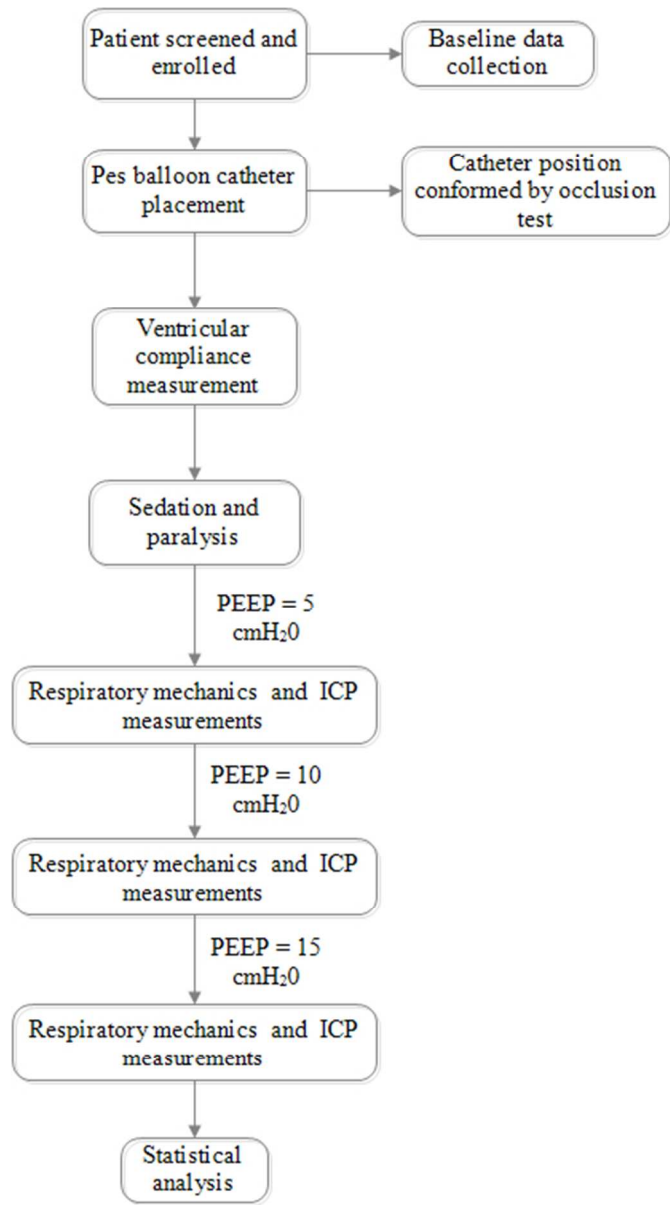 Patient screened and
enrolled
Baseline data
collection
Pes balloon catheter
placement
Catheter position
conformed by occlusion
test
Ventricular
compliance
measurement
Sedation and
paralysis
PEEP = 5
cmH₂0
Respiratory mechanics and ICP
measurements
PEEP = 10
cmH₂0
Respiratory mechanics and ICP
measurements
PEEP = 15
cmH₂0
Respiratory mechanics and ICP
measurements
Statistical
analysis